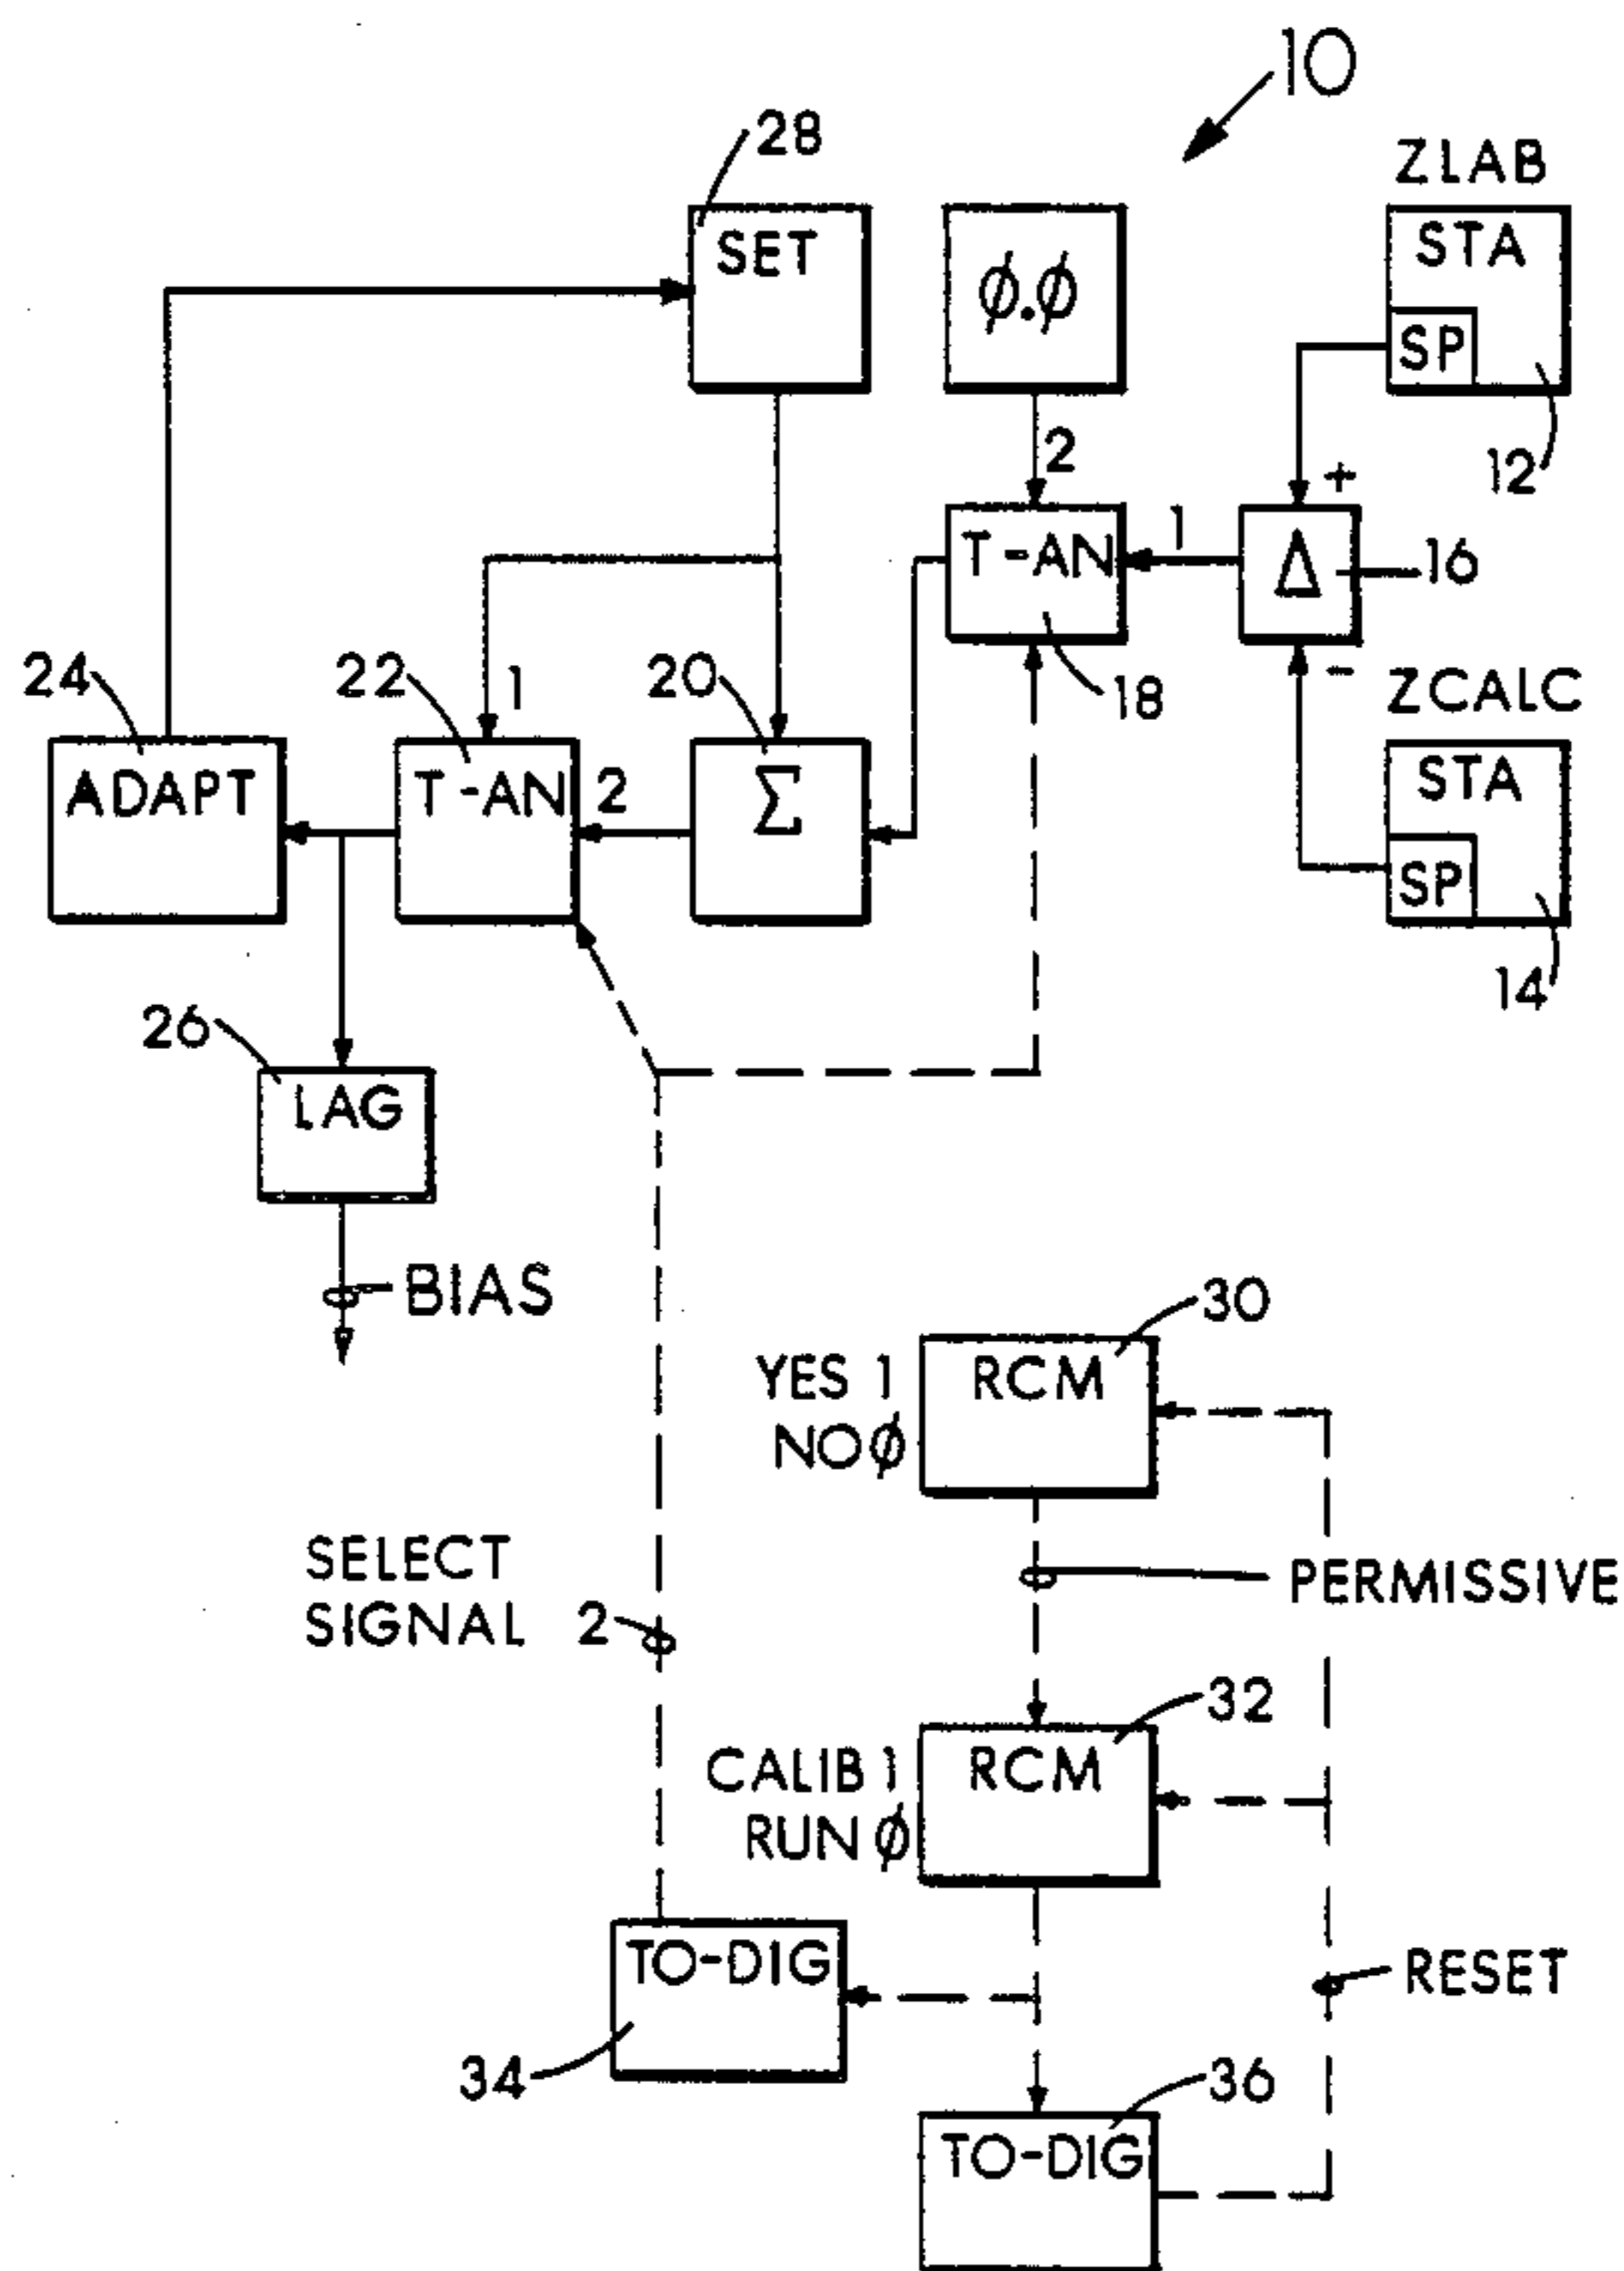 10
28
ZLAB
SET
ϕ.ϕ
STA
SP
2
12
+
T-AN
1
Δ
16
24
22
1
20
18
-
ZCALC
ADAPT
T-AN
2
Σ
STA
SP
14
26
LAG
BIAS
30
YES 1
NO ϕ
RCM
SELECT
SIGNAL
2
PERMISSIVE
32
CALIB 1
RUN ϕ
RCM
TO-DIG
RESET
34
36
TO-DIG